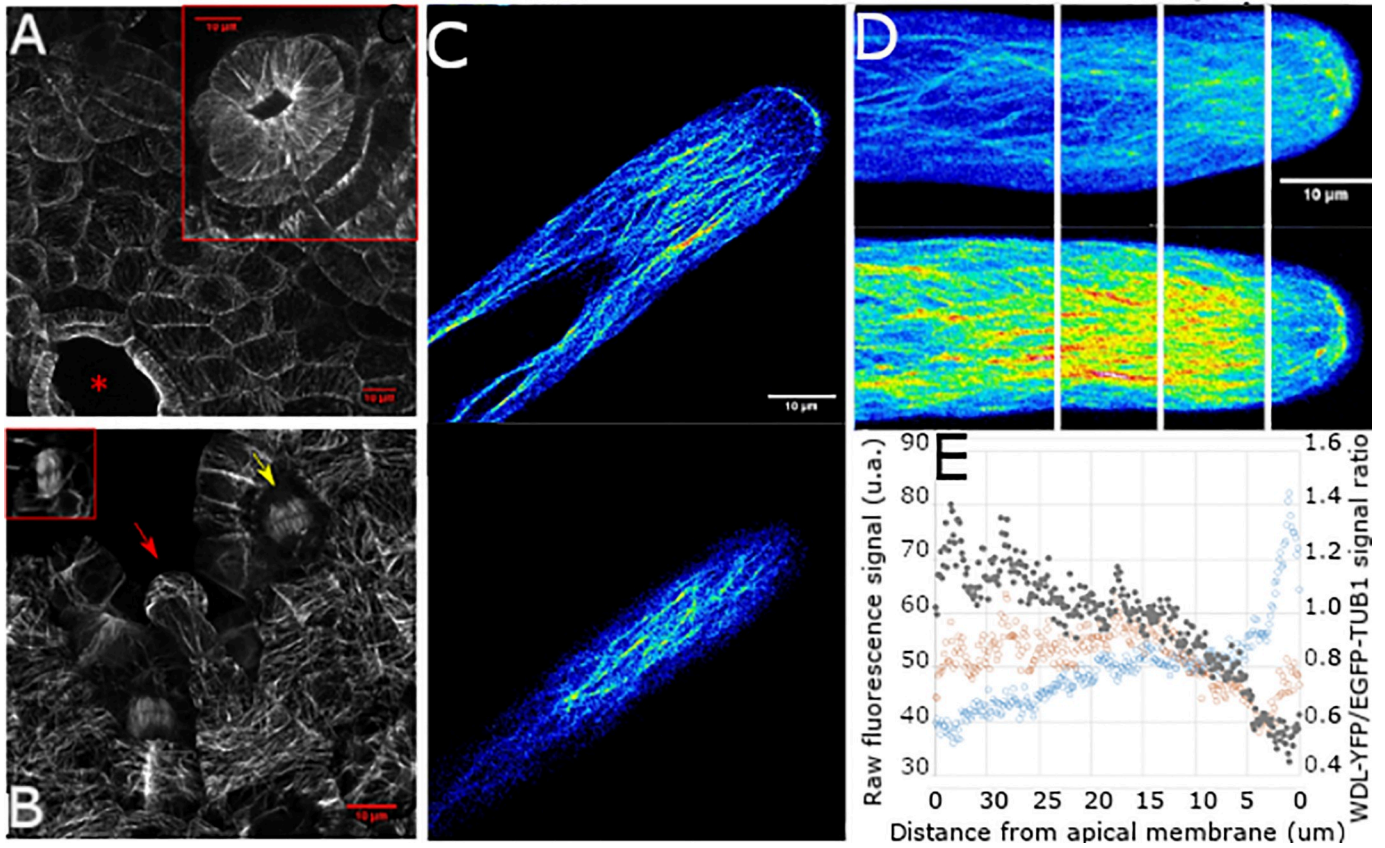 A
C
10 µm
10 µm
B
10 µm
C
10 µm
D
10 µm
E
Raw fluorescence signal (u.a.)
90
80
70
60
50
40
30
1.6
1.4
1.2
1.0
0.8
0.6
0.4
WDL-YFP/EGFP-TUB1 signal ratio
0 30 25 20 15 10 5 0
Distance from apical membrane (um)